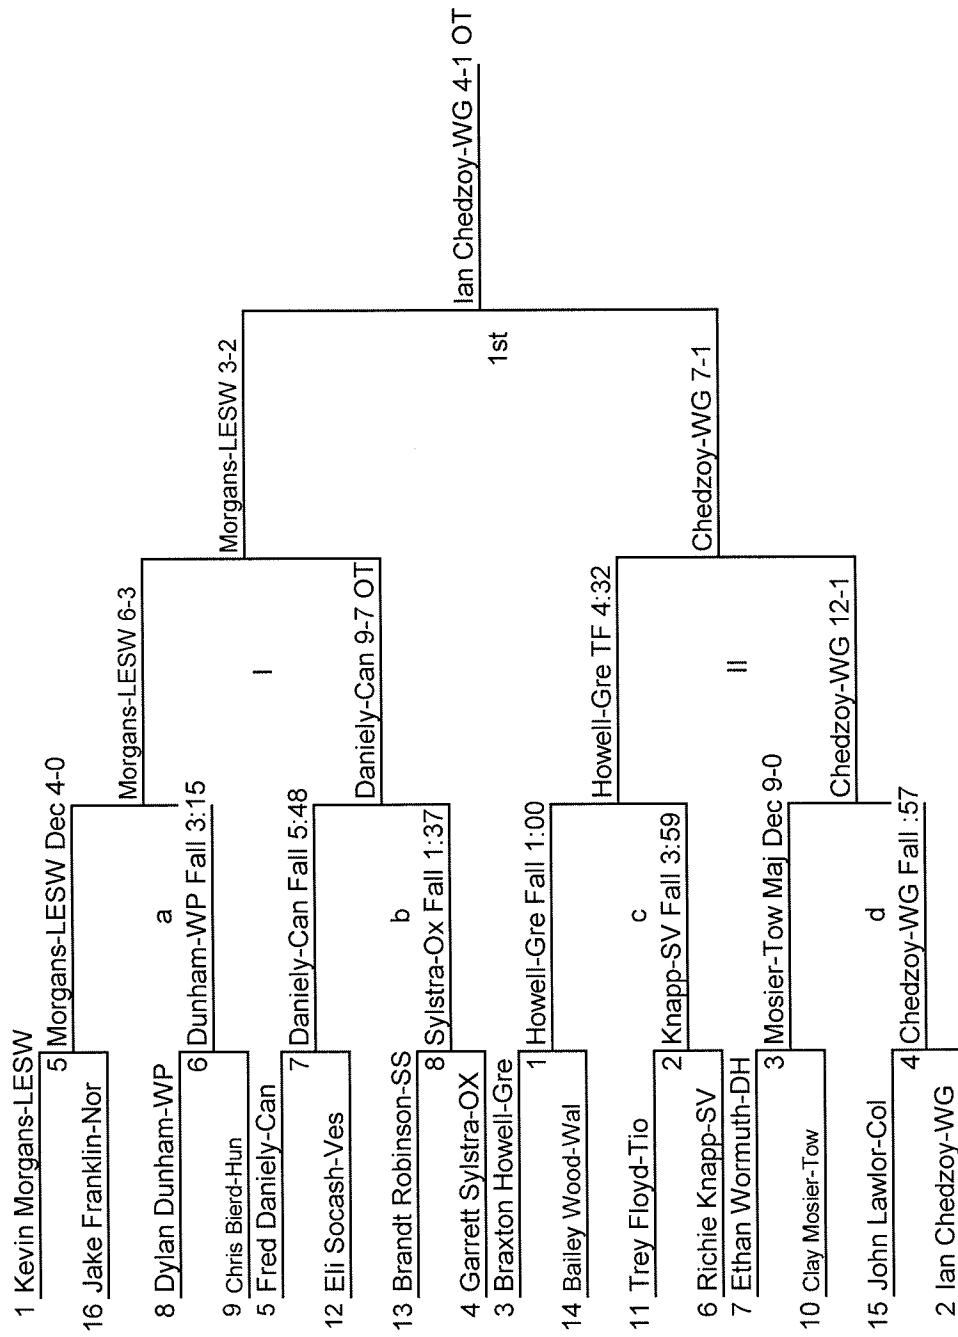 1 Kevin Morgans-LESW
16 Jake Franklin-Nor
8 Dylan Dunham-WP
9 Chris Bierd-Hun
5 Fred Daniely-Can
12 Eli Socash-Ves
13 Brandt Robinson-SS
4 Garrett Sylstra-OX
3 Braxton Howell-Gre
14 Bailey Wood-Wal
11 Trey Floyd-Tio
6 Richie Knapp-SV
7 Ethan Wormuth-DH
10 Clay Mosier-Tow
15 John Lawlor-Col
2 Ian Chedzoy-WG
5 Morgans-LESW Dec 4-0
a
6 Dunham-WP Fall 3:15
7 Daniely-Can Fall 5:48
b
8 Sylstra-Ox Fall 1:37
1 Howell-Gre Fall 1:00
c
2 Knapp-SV Fall 3:59
3 Mosier-Tow Maj Dec 9-0
d
4 Chedzoy-WG Fall :57
Morgans-LESW 6-3
I
Daniely-Can 9-7 OT
Howell-Gre TF 4:32
II
Chedzoy-WG 12-1
Morgans-LESW 3-2
1st
Chedzoy-WG 7-1
Ian Chedzoy-WG 4-1 OT